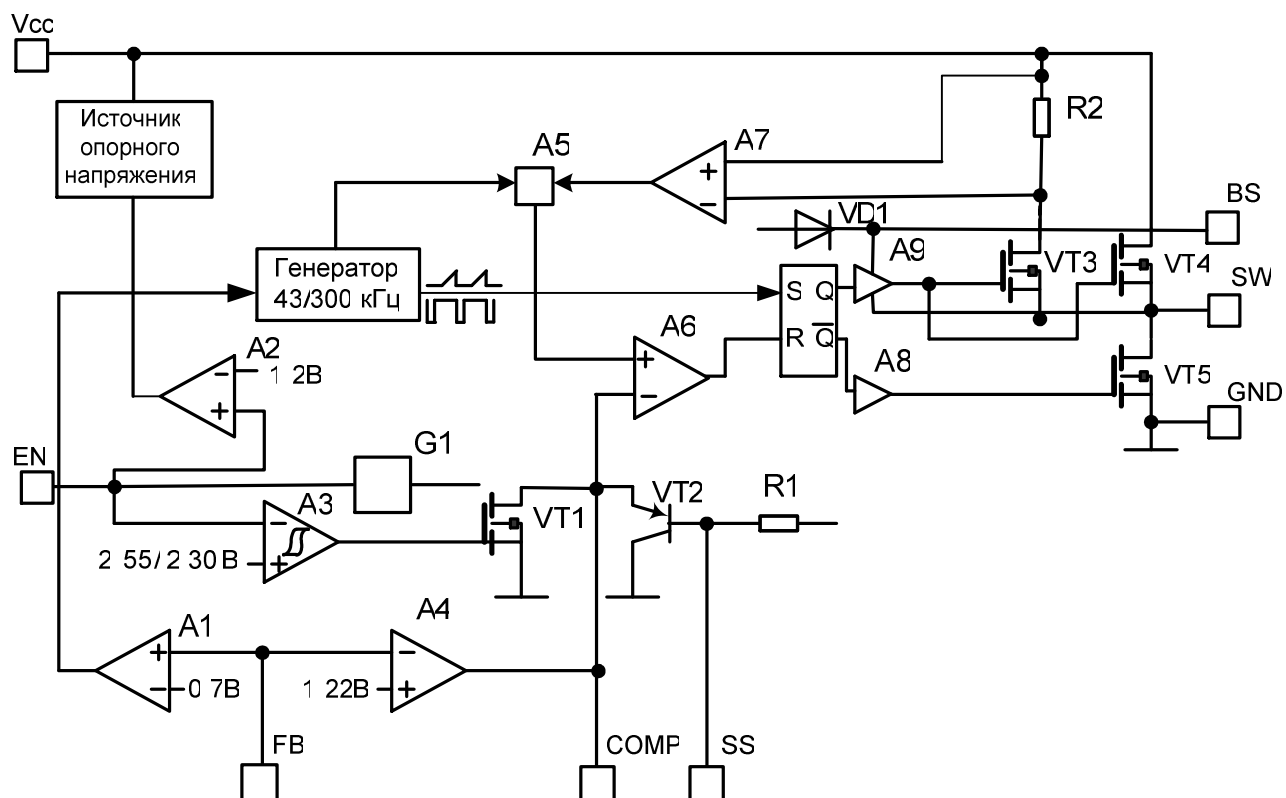 Vcc
Источник
опорного
напряжения
A5
A7
R2
+
−
BS
VD1
A9
VT3
VT4
SW
Генератор
43/300 кГц
S Q
R Q
A6
+
−
A8
VT5
GND
A2
−
1 2В
+
EN
G1
A3
−
VT1
VT2
R1
2 55/2 30В
+
A1
A4
+
−
−
0 7В
1 22В
+
FB
COMP
SS